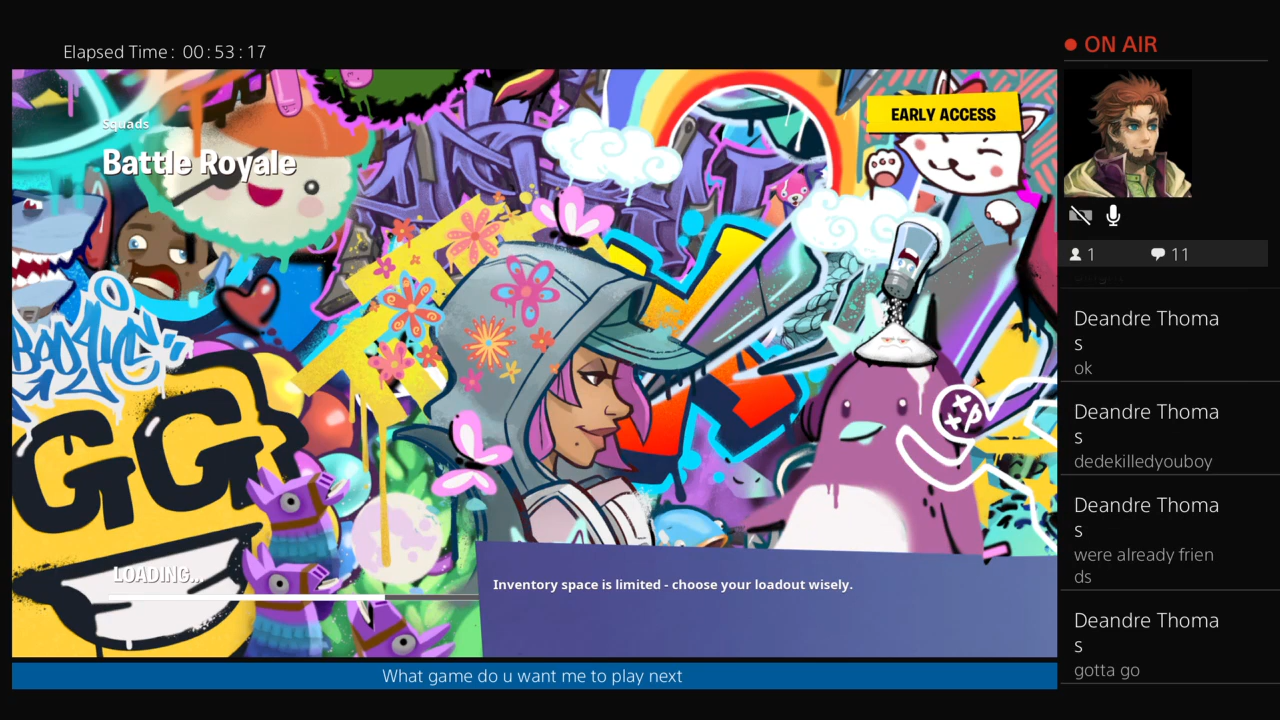 Elapsed Time: 00:53:17
ON AIR
Squads
Battle Royale
EARLY ACCESS
BOOGIE
GG
LOADING...
Inventory space is limited - choose your loadout wisely.
What game do u want me to play next
1
11
Deandre Thoma
s
ok
Deandre Thoma
s
dedekilledyouboy
Deandre Thoma
s
were already frien
ds
Deandre Thoma
s
gotta go